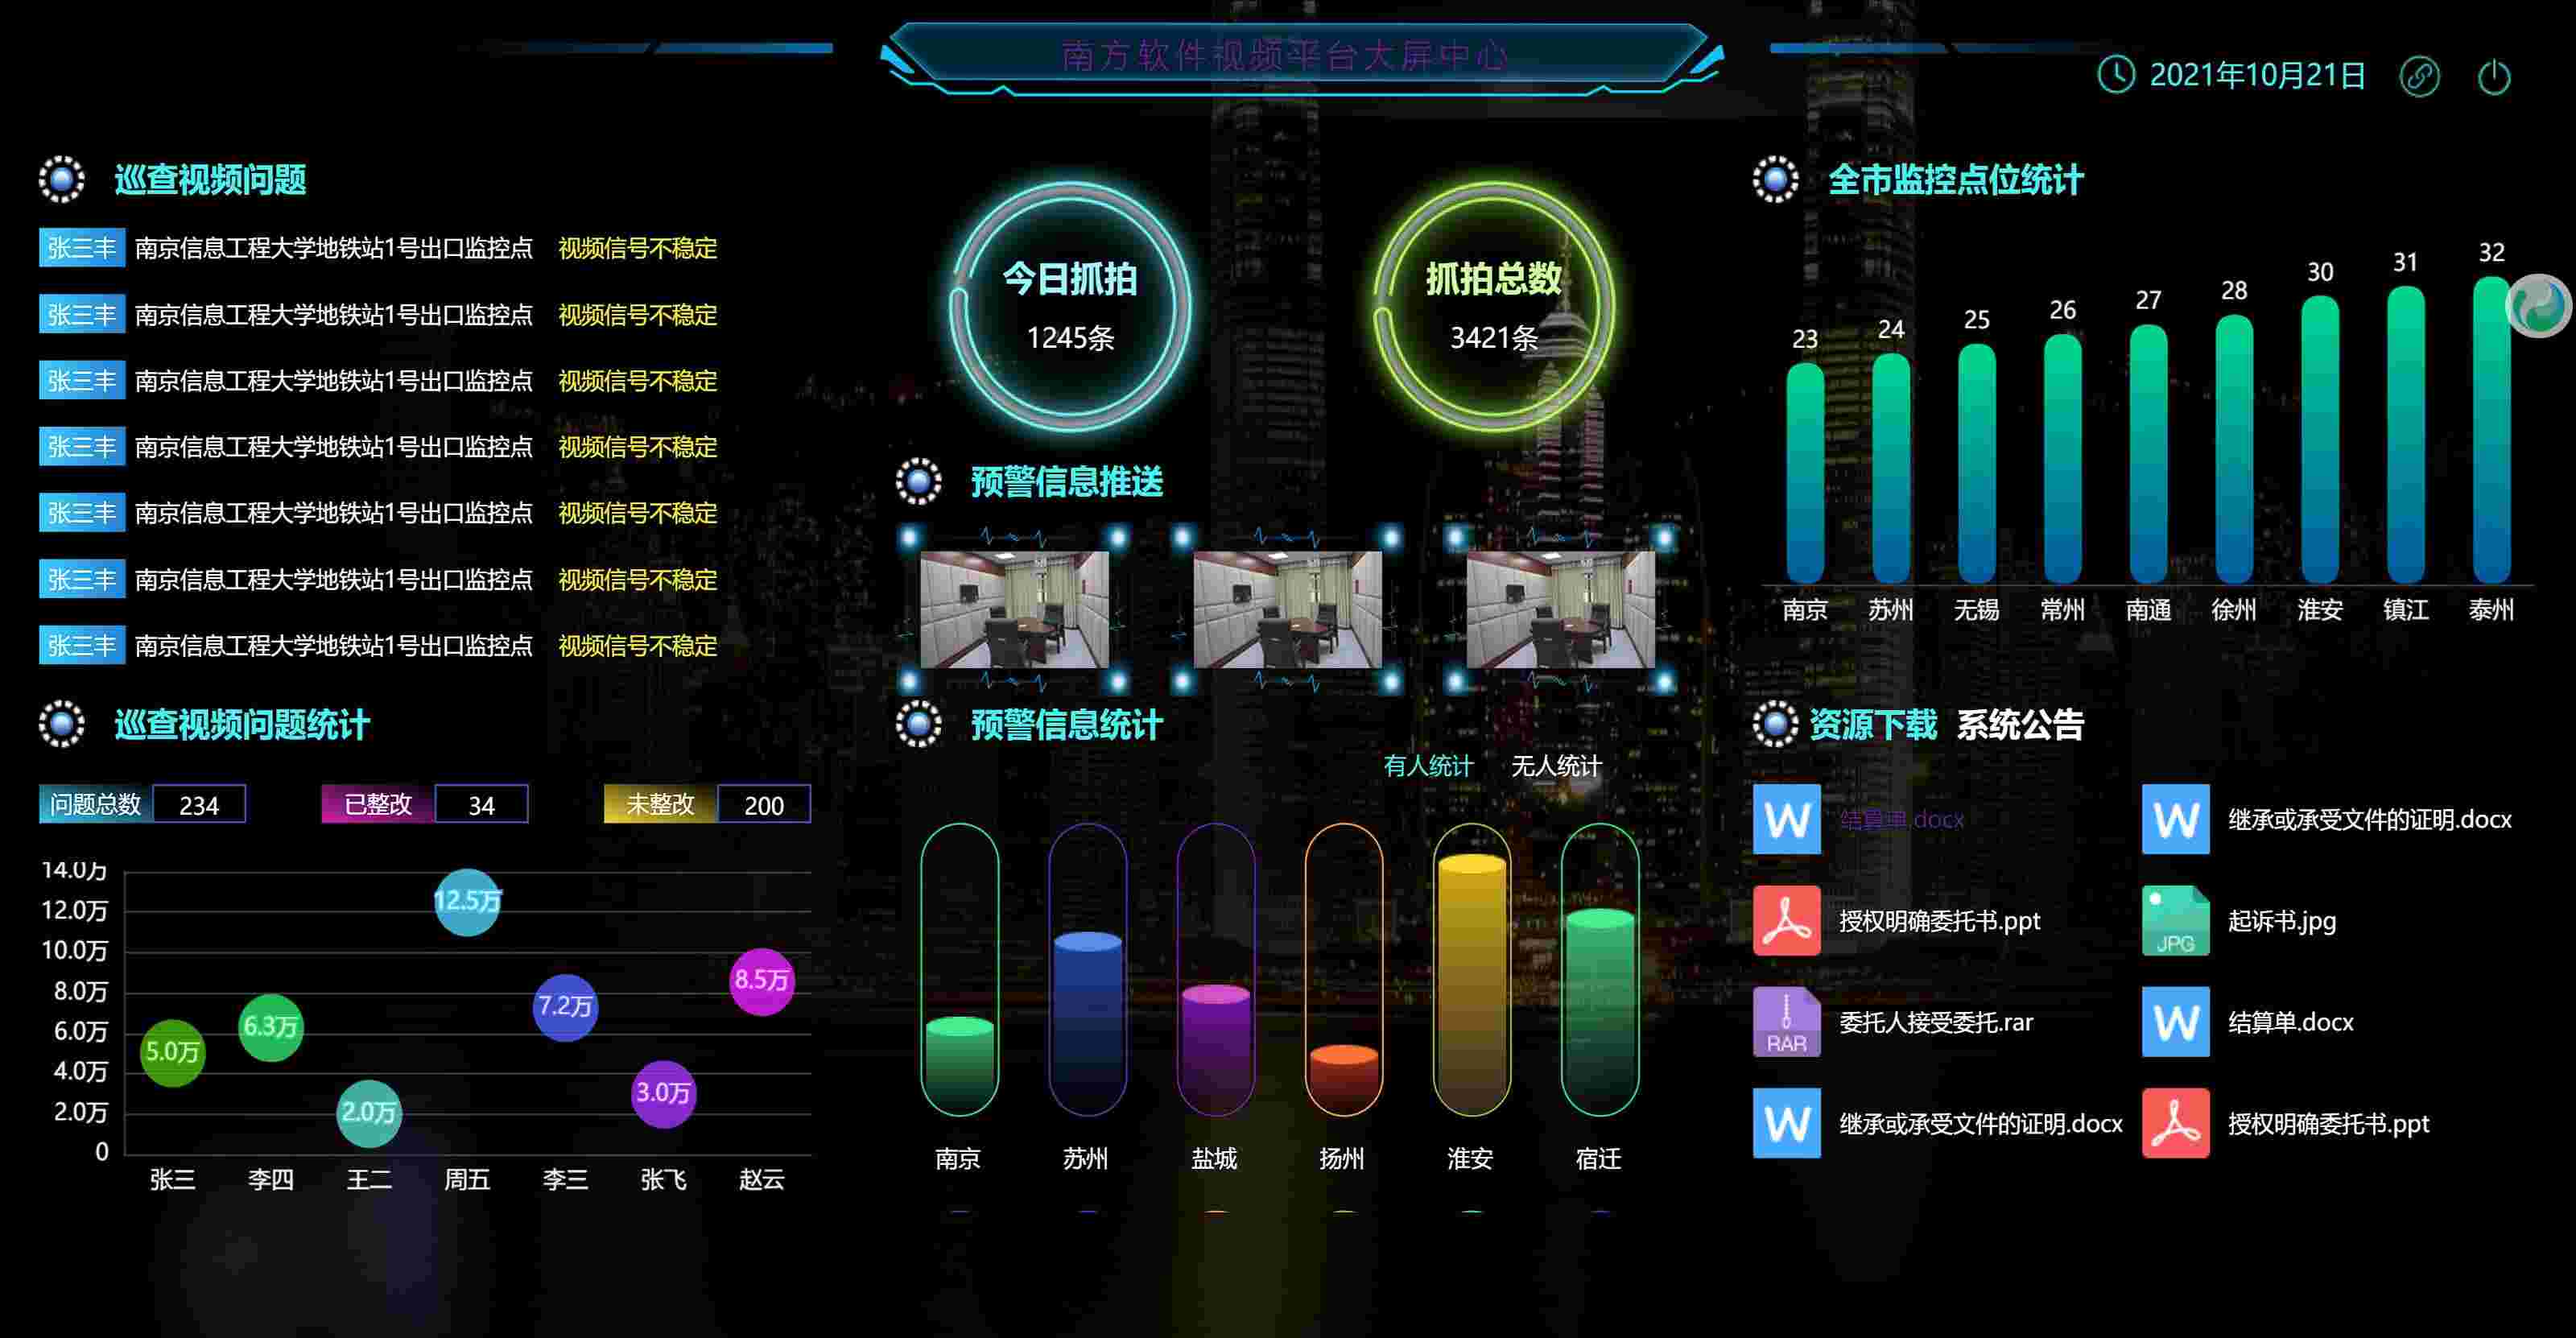 南方软件视频平台大屏中心
2021年10月21日
巡查视频问题
张三丰 南京信息工程大学地铁站1号出口监控点 视频信号不稳定
张三丰 南京信息工程大学地铁站1号出口监控点 视频信号不稳定
张三丰 南京信息工程大学地铁站1号出口监控点 视频信号不稳定
张三丰 南京信息工程大学地铁站1号出口监控点 视频信号不稳定
张三丰 南京信息工程大学地铁站1号出口监控点 视频信号不稳定
张三丰 南京信息工程大学地铁站1号出口监控点 视频信号不稳定
张三丰 南京信息工程大学地铁站1号出口监控点 视频信号不稳定
巡查视频问题统计
问题总数 234 已整改 34 未整改 200
14.0万
12.0万
10.0万
8.0万
6.0万
4.0万
2.0万
0
5.0万 6.3万 2.0万 12.5万 7.2万 3.0万 8.5万
张三 李四 王二 周五 李三 张飞 赵云
今日抓拍
1245条
抓拍总数
3421条
预警信息推送
预警信息统计
有人统计 无人统计
南京 苏州 盐城 扬州 淮安 宿迁
全市监控点位统计
23 24 25 26 27 28 30 31 32
南京 苏州 无锡 常州 南通 徐州 淮安 镇江 泰州
资源下载 系统公告
W 结算单.docx W 继承或承受文件的证明.docx
授权明确委托书.ppt JPG 起诉书.jpg
RAR 委托人接受委托.rar W 结算单.docx
W 继承或承受文件的证明.docx 授权明确委托书.ppt